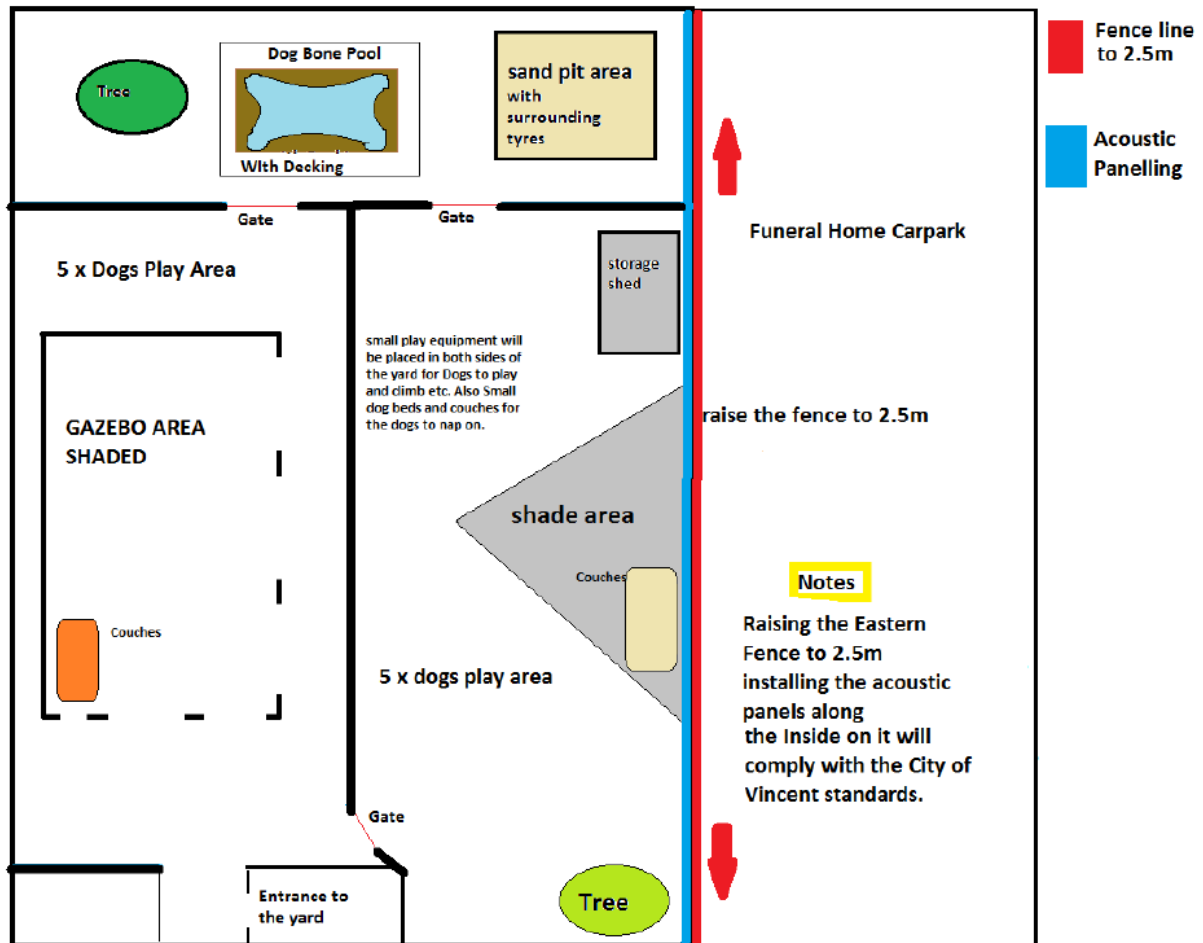 Dog Bone Pool
WIth Decking
Tree
sand pit area
with
surrounding
tyres
Fence line
to 2.5m
Acoustic
Panelling
Gate
Gate
Funeral Home Carpark
5 x Dogs Play Area
storage
shed
small play equipment will
be placed in both sides of
the yard for Dogs to play
and climb etc. Also Small
dog beds and couches for
the dogs to nap on.
GAZEBO AREA
SHADED
raise the fence to 2.5m
shade area
Couches
Couches
Notes
Raising the Eastern
Fence to 2.5m
installing the acoustic
panels along
the Inside on it will
comply with the City of
Vincent standards.
5 x dogs play area
Gate
Entrance to
the yard
Tree